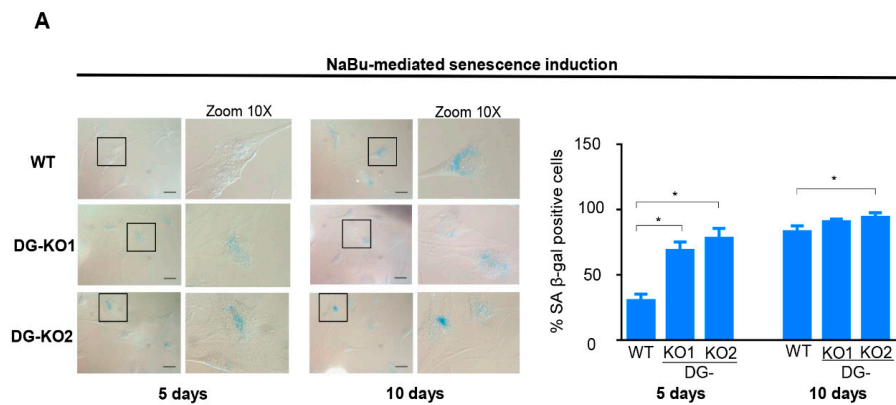 A
NaBu-mediated senescence induction
Zoom 10X
Zoom 10X
WT
DG-KO1
DG-KO2
5 days
10 days
% SA β-gal positive cells
150
100
50
0
*
*
*
WT KO1 KO2
DG-
5 days
WT KO1 KO2
DG-
10 days